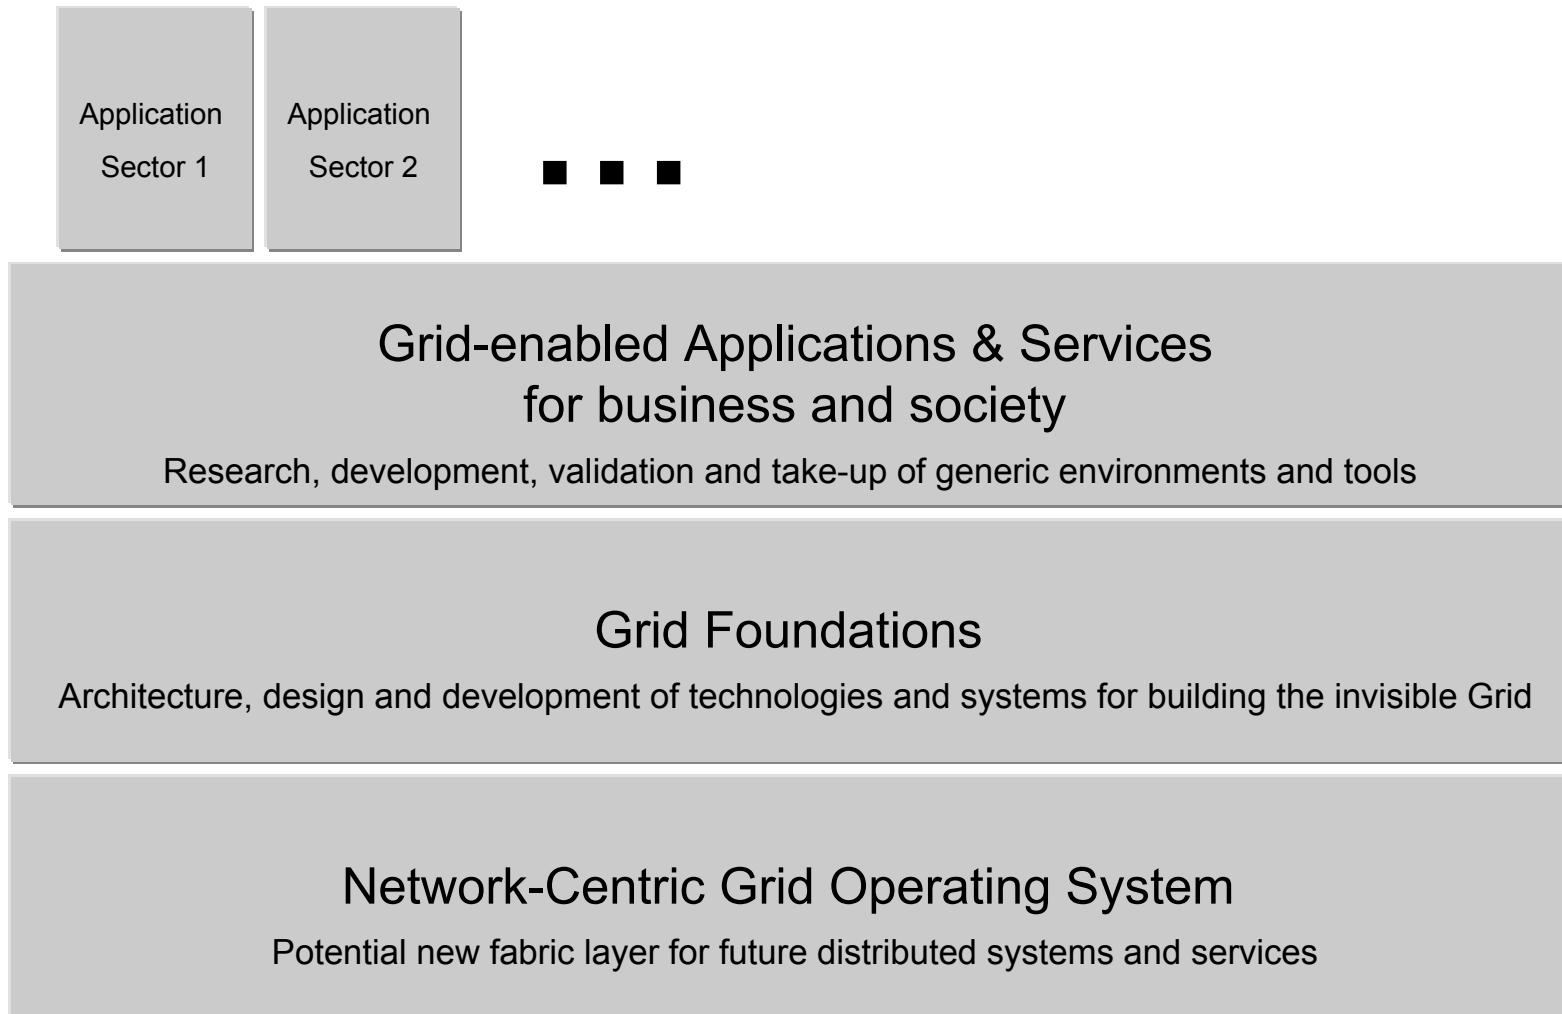 Application
Sector 1
Application
Sector 2
Grid-enabled Applications & Services
for business and society
Research, development, validation and take-up of generic environments and tools
Grid Foundations
Architecture, design and development of technologies and systems for building the invisible Grid
Network-Centric Grid Operating System
Potential new fabric layer for future distributed systems and services